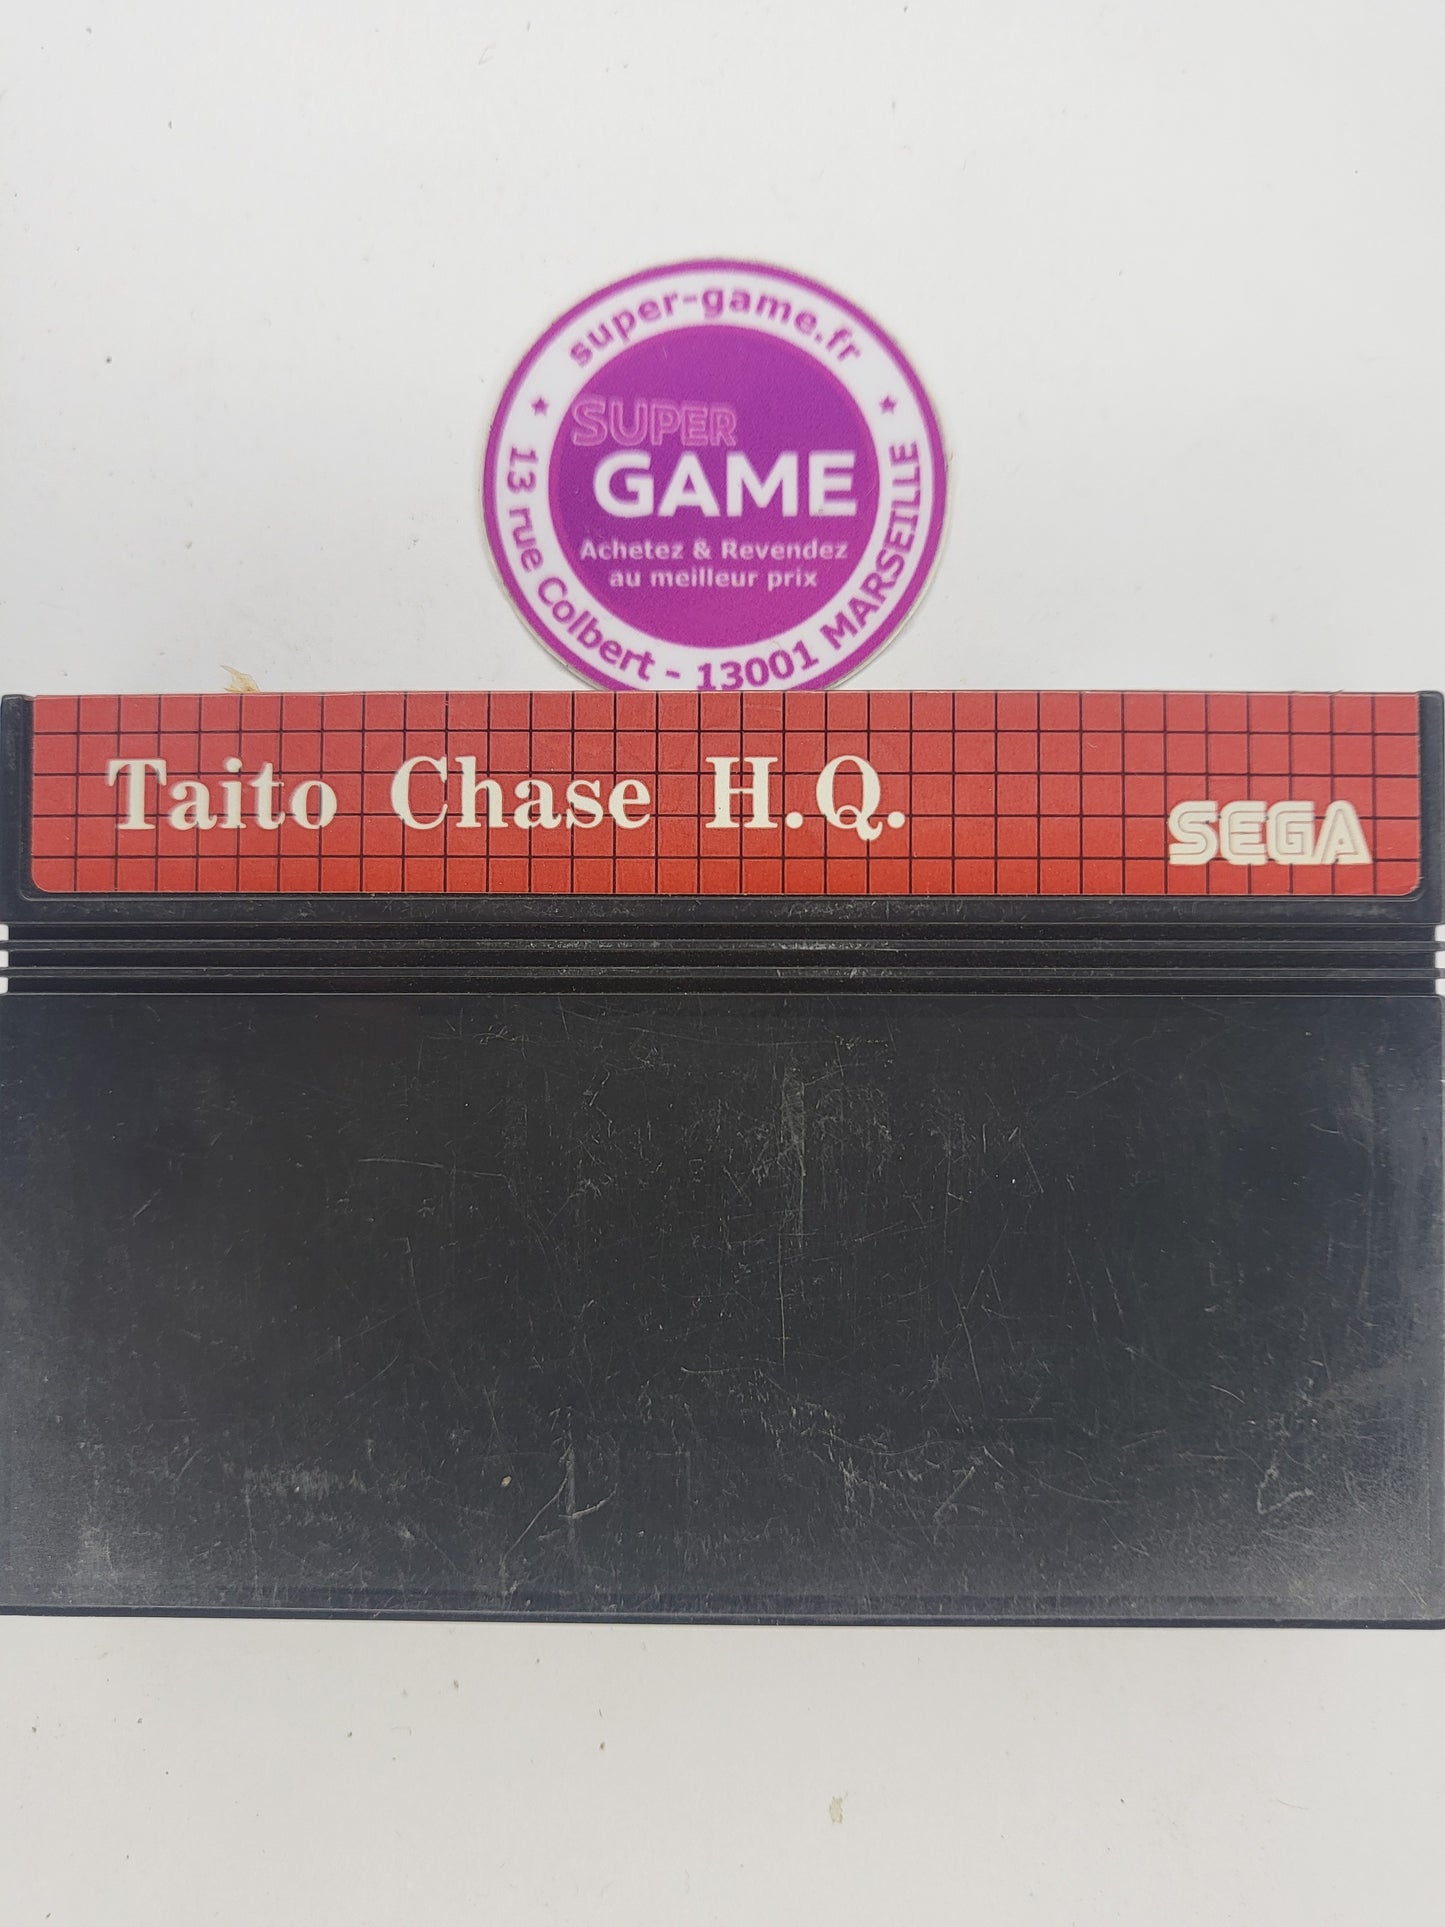 super-game.fr
SUPER
GAME
Achetez & Revendez
au meilleur prix
13 rue Colbert - 13001 MARSEILLE
Taito Chase H.Q.
SEGA